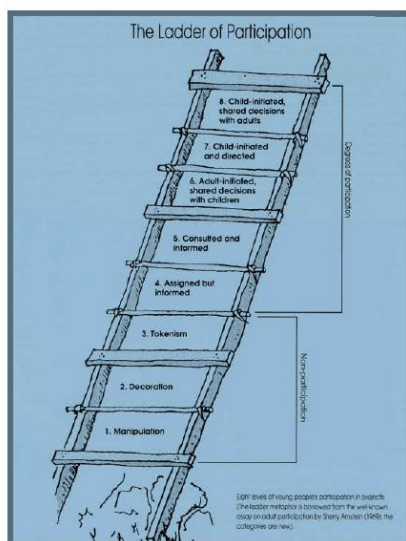 The Ladder of Participation
8. Child-initiated,
shared decisions
with adults
7. Child-initiated
and directed
6. Adult-initiated,
shared decisions
with children
5. Consulted and
informed
4. Assigned but
informed
3. Tokenism
2. Decoration
1. Manipulation
Degrees of participation
Non-participation
Eight levels of young people's participation in projects
(The ladder metaphor is borrowed from the well-known
essay on adult participation by Sherry Arnstein (1969); the
categories are new.)